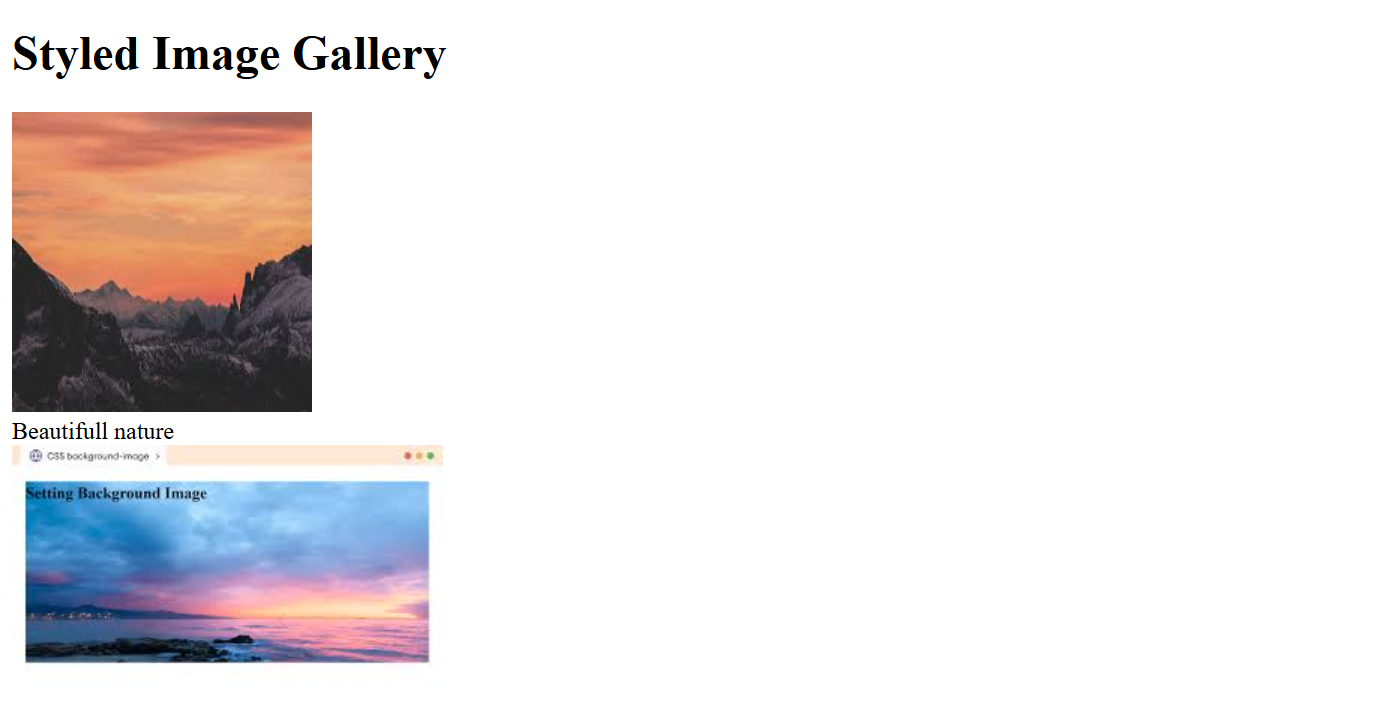 Styled Image Gallery
Beautifull nature
CSS background-image >
Setting Background Image